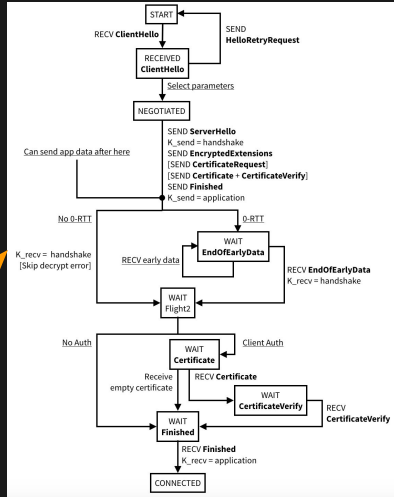 START
RECV ClientHello
SEND
HelloRetryRequest
RECEIVED
ClientHello
Select parameters
NEGOTIATED
SEND ServerHello
K_send = handshake
SEND EncryptedExtensions
[SEND CertificateRequest]
[SEND Certificate + CertificateVerify]
SEND Finished
K_send = application
Can send app data after here
No 0-RTT
0-RTT
WAIT
EndOfEarlyData
RECV early data
K_recv = handshake
[Skip decrypt error]
RECV EndOfEarlyData
K_recv = handshake
WAIT
Flight2
No Auth
Client Auth
WAIT
Certificate
Receive
empty certificate
RECV Certificate
WAIT
CertificateVerify
RECV
CertificateVerify
WAIT
Finished
RECV Finished
K_recv = application
CONNECTED